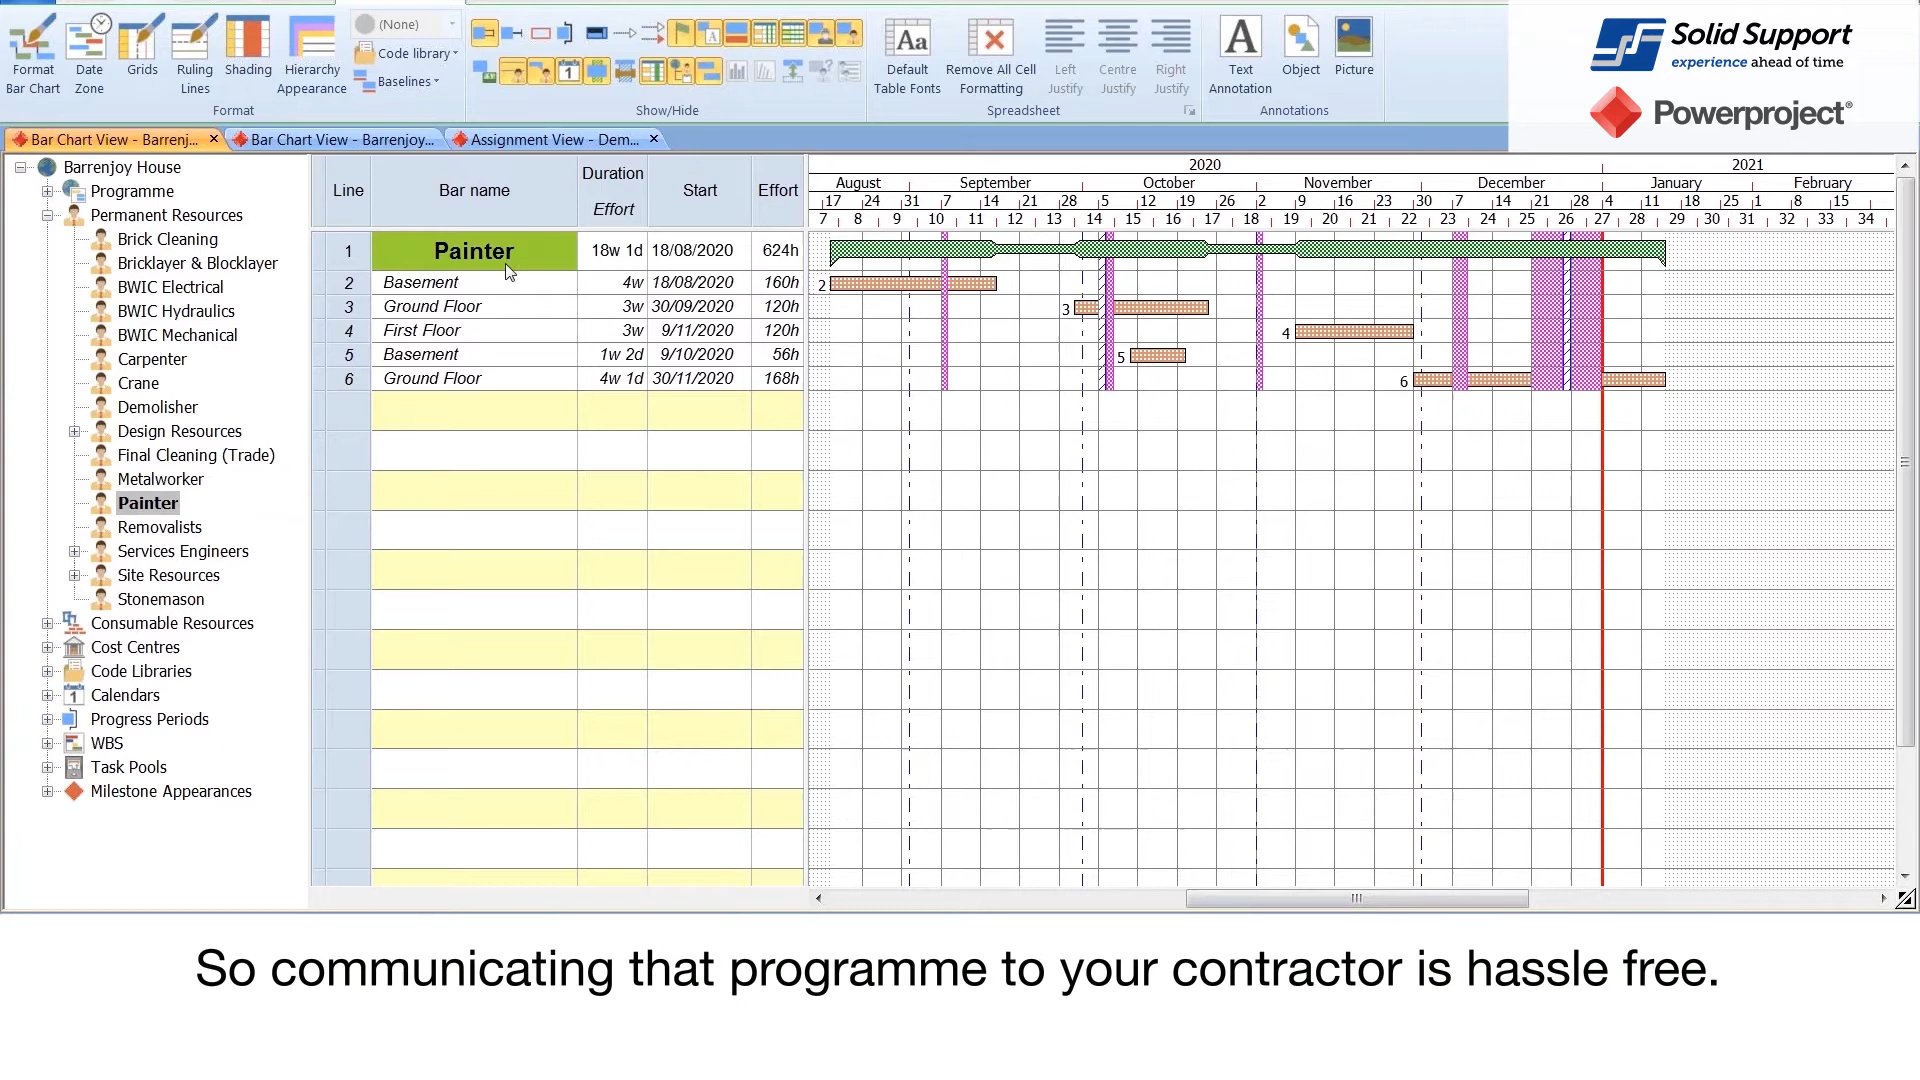 (None)
Code library
Baselines
Format Bar Chart
Date Zone
Grids
Ruling Lines
Shading
Hierarchy Appearance
Format
Show/Hide
Default Table Fonts
Remove All Cell Formatting
Left Justify
Centre Justify
Right Justify
Spreadsheet
Text Annotation
Object
Picture
Annotations
Solid Support
experience ahead of time
Powerproject®
Bar Chart View - Barrenj...
Bar Chart View - Barrenjoy...
Assignment View - Dem...
Barrenjoy House
Programme
Permanent Resources
Brick Cleaning
Bricklayer & Blocklayer
BWIC Electrical
BWIC Hydraulics
BWIC Mechanical
Carpenter
Crane
Demolisher
Design Resources
Final Cleaning (Trade)
Metalworker
Painter
Removalists
Services Engineers
Site Resources
Stonemason
Consumable Resources
Cost Centres
Code Libraries
Calendars
Progress Periods
WBS
Task Pools
Milestone Appearances
Line Bar name Duration Effort Start Effort
1 Painter 18w 1d 18/08/2020 624h
2 Basement 4w 18/08/2020 160h
3 Ground Floor 3w 30/09/2020 120h
4 First Floor 3w 9/11/2020 120h
5 Basement 1w 2d 9/10/2020 56h
6 Ground Floor 4w 1d 30/11/2020 168h
2020 2021
August September October November December January February
17 24 31 7 14 21 28 5 12 19 26 2 9 16 23 30 7 14 21 28 4 11 18 25 1 8 15
7 8 9 10 11 12 13 14 15 16 17 18 19 20 21 22 23 24 25 26 27 28 29 30 31 32 33 34
2
3
4
5
6
So communicating that programme to your contractor is hassle free.